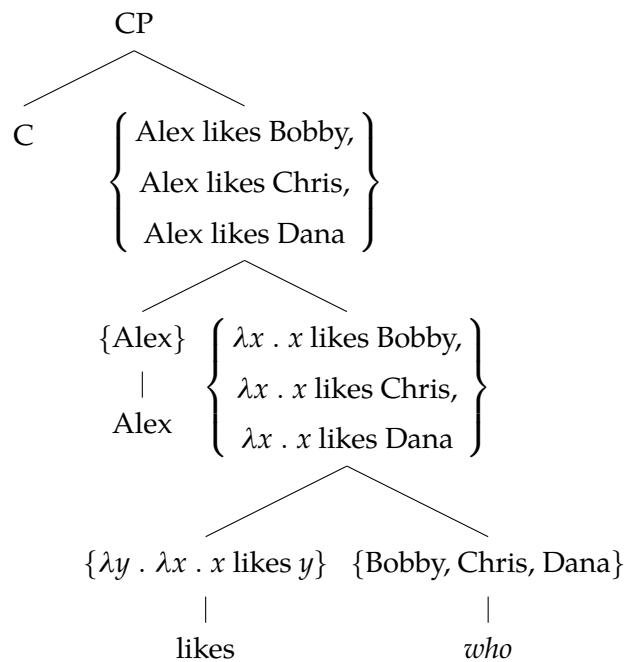 CP
C
{ Alex likes Bobby,
Alex likes Chris,
Alex likes Dana }
{Alex}
Alex
{ λx . x likes Bobby,
λx . x likes Chris,
λx . x likes Dana }
{λy . λx . x likes y} {Bobby, Chris, Dana}
likes who